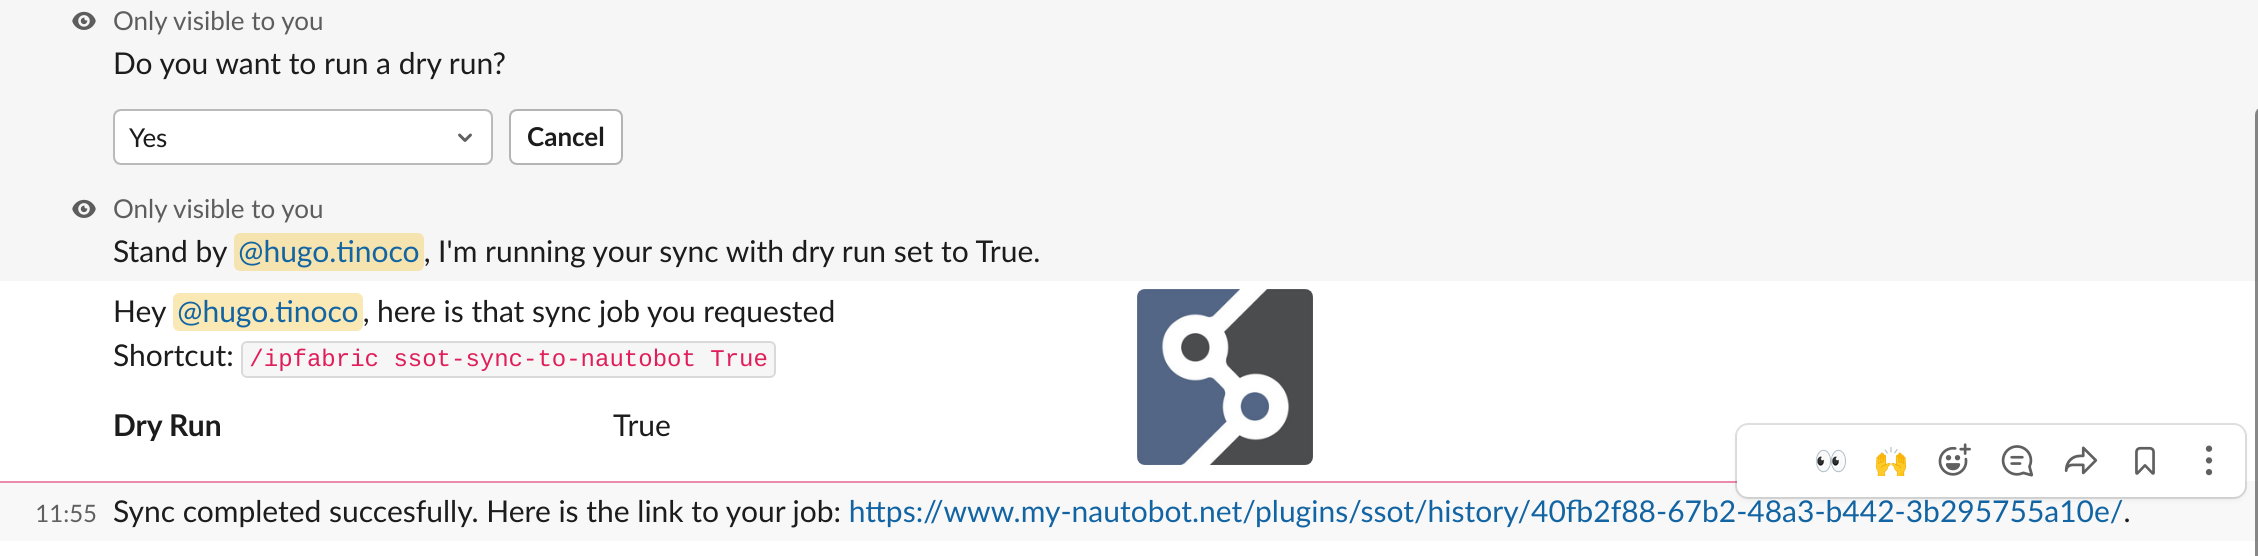 Only visible to you
Do you want to run a dry run?
Yes
Cancel
Only visible to you
Stand by @hugo.tinoco, I'm running your sync with dry run set to True.
Hey @hugo.tinoco, here is that sync job you requested
Shortcut: /ipfabric ssot-sync-to-nautobot True
Dry Run True
11:55 Sync completed succesfully. Here is the link to your job: https://www.my-nautobot.net/plugins/ssot/history/40fb2f88-67b2-48a3-b442-3b295755a10e/.